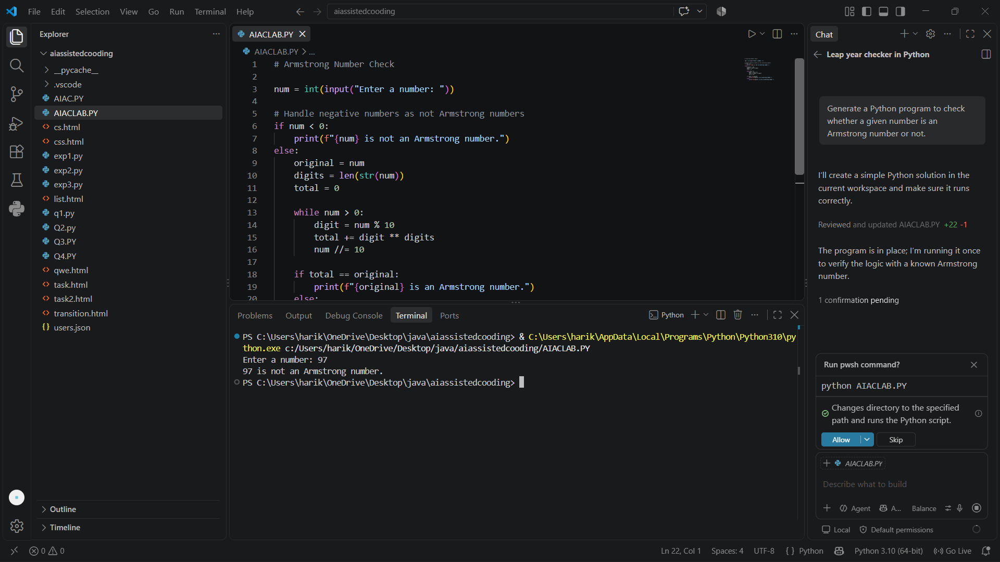 File Edit Selection View Go Run Terminal Help
aiassistedcooding
Explorer
aiassistedcooding
__pycache__
.vscode
AIAC.PY
AIACLAB.PY
cs.html
css.html
exp1.py
exp2.py
exp3.py
list.html
q1.py
Q2.py
Q3.PY
Q4.PY
qwe.html
task.html
task2.html
transition.html
users.json
Outline
Timeline
AIACLAB.PY
AIACLAB.PY > ...
1 # Armstrong Number Check
2
3 num = int(input("Enter a number: "))
4
5 # Handle negative numbers as not Armstrong numbers
6 if num < 0:
7 print(f"{num} is not an Armstrong number.")
8 else:
9 original = num
10 digits = len(str(num))
11 total = 0
12
13 while num > 0:
14 digit = num % 10
15 total += digit ** digits
16 num //= 10
17
18 if total == original:
19 print(f"{original} is an Armstrong number.")
20 else:
Problems Output Debug Console Terminal Ports
Python
PS C:\Users\harik\OneDrive\Desktop\java\aiassistedcooding> & C:\Users\harik\AppData\Local\Programs\Python\Python310\py
thon.exe c:/Users/harik/OneDrive/Desktop/java/aiassistedcooding/AIACLAB.PY
Enter a number: 97
97 is not an Armstrong number.
PS C:\Users\harik\OneDrive\Desktop\java\aiassistedcooding>
Chat
Leap year checker in Python
Generate a Python program to check
whether a given number is an
Armstrong number or not.
I'll create a simple Python solution in the
current workspace and make sure it runs
correctly.
Reviewed and updated AIACLAB.PY +22 -1
The program is in place; I'm running it once
to verify the logic with a known Armstrong
number.
1 confirmation pending
Run pwsh command?
python AIACLAB.PY
Changes directory to the specified
path and runs the Python script.
Allow Skip
AIACLAB.PY
Describe what to build
Agent A... Balance
Local Default permissions
0 0
Ln 22, Col 1 Spaces: 4 UTF-8 { } Python Python 3.10 (64-bit) Go Live